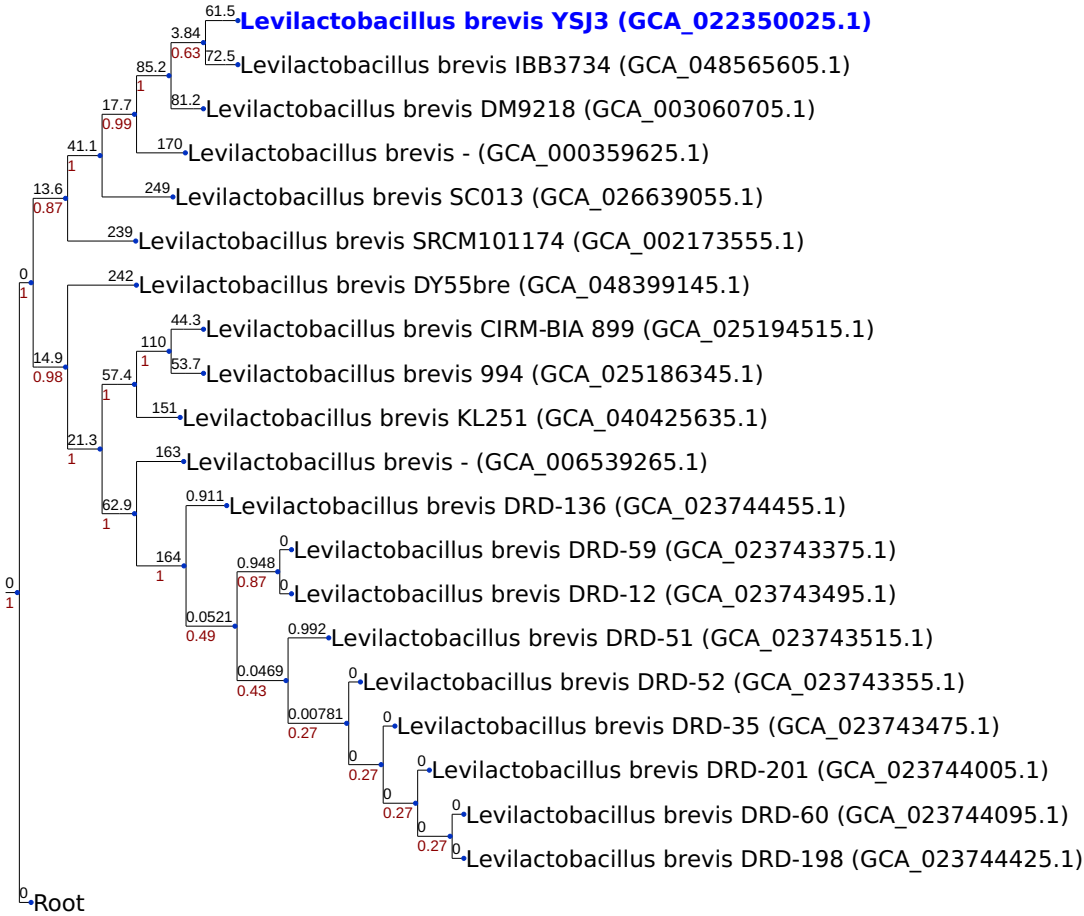 61.5
Levilactobacillus brevis YSJ3 (GCA_022350025.1)
3.84
0.63
72.5
Levilactobacillus brevis IBB3734 (GCA_048565605.1)
85.2
1
81.2
Levilactobacillus brevis DM9218 (GCA_003060705.1)
17.7
0.99
170
Levilactobacillus brevis - (GCA_000359625.1)
41.1
1
249
Levilactobacillus brevis SC013 (GCA_026639055.1)
13.6
0.87
239
Levilactobacillus brevis SRCM101174 (GCA_002173555.1)
0
1
242
Levilactobacillus brevis DY55bre (GCA_048399145.1)
44.3
Levilactobacillus brevis CIRM-BIA 899 (GCA_025194515.1)
110
1
14.9
0.98
53.7
Levilactobacillus brevis 994 (GCA_025186345.1)
57.4
1
151
Levilactobacillus brevis KL251 (GCA_040425635.1)
21.3
1
163
Levilactobacillus brevis - (GCA_006539265.1)
62.9
1
0.911
Levilactobacillus brevis DRD-136 (GCA_023744455.1)
164
1
0
Levilactobacillus brevis DRD-59 (GCA_023743375.1)
0.948
0.87
0
Levilactobacillus brevis DRD-12 (GCA_023743495.1)
0
1
0.0521
0.49
0.992
Levilactobacillus brevis DRD-51 (GCA_023743515.1)
0.0469
0.43
0
Levilactobacillus brevis DRD-52 (GCA_023743355.1)
0.00781
0.27
0
Levilactobacillus brevis DRD-35 (GCA_023743475.1)
0
0.27
0
Levilactobacillus brevis DRD-201 (GCA_023744005.1)
0
0.27
0
Levilactobacillus brevis DRD-60 (GCA_023744095.1)
0
0.27
0
Levilactobacillus brevis DRD-198 (GCA_023744425.1)
0
Root